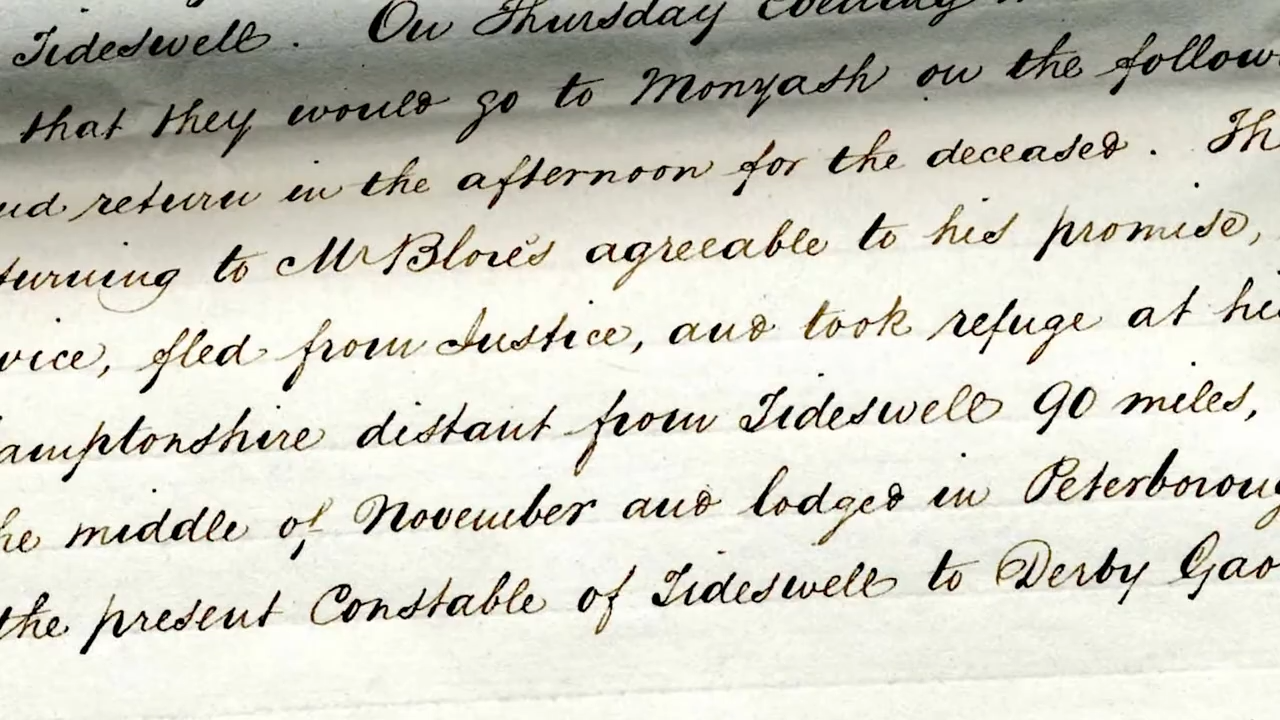 Tideswell. On Thursday evening
that they would go to Monyash on the follow
ud return in the afternoon for the deceased. Th
turning to Mr Blore's agreeable to his promise,
vice, fled from Justice, and took refuge at hi
amptonshire distant from Tideswell 90 miles,
he middle of November and lodged in Peterboroug
the present Constable of Tideswell to Derby Gao